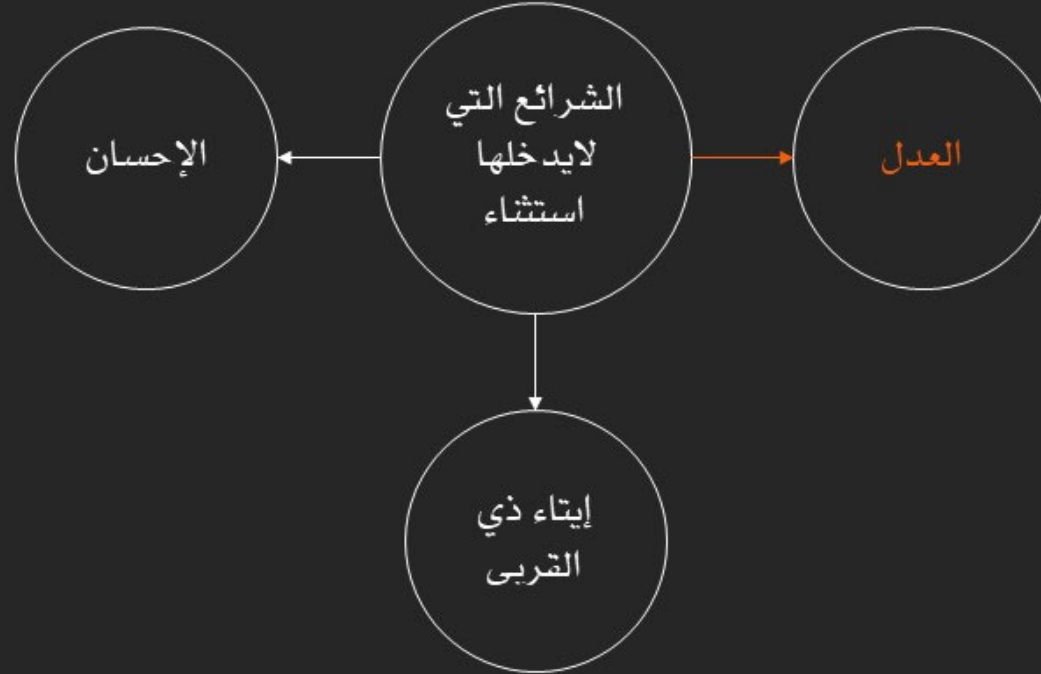 الشرائع التي
لايدخلها
استثناء
العدل
الإحسان
إيتاء ذي
القربى